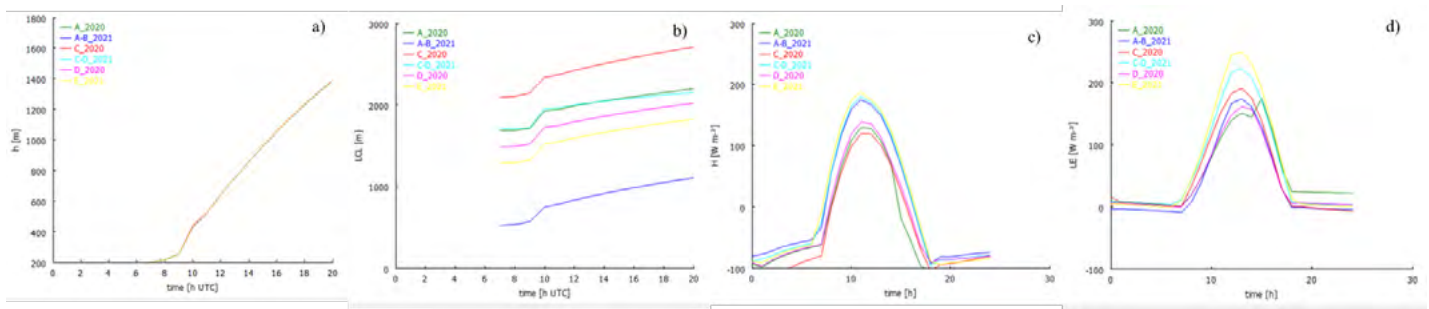 a)
1800
1600
1400
1200
1000
800
600
400
200
h [m]
A_2020
A-B_2021
C_2020
C-D_2021
D_2020
0 2 4 6 8 10 12 14 16 18 20
time [h UTC]
b)
3000
2000
1000
0
LCL [m]
A_2020
A-B_2021
C_2020
C-D_2021
D_2020
0 2 4 6 8 10 12 14 16 18 20
time [h UTC]
c)
300
200
100
0
-100
H [W m-²]
A_2020
A-B_2021
C_2020
C-D_2021
D_2020
0 10 20 30
time [h]
d)
300
200
100
0
-100
LE [W m-²]
A_2020
A-B_2021
C_2020
C-D_2021
D_2020
0 10 20 30
time [h]